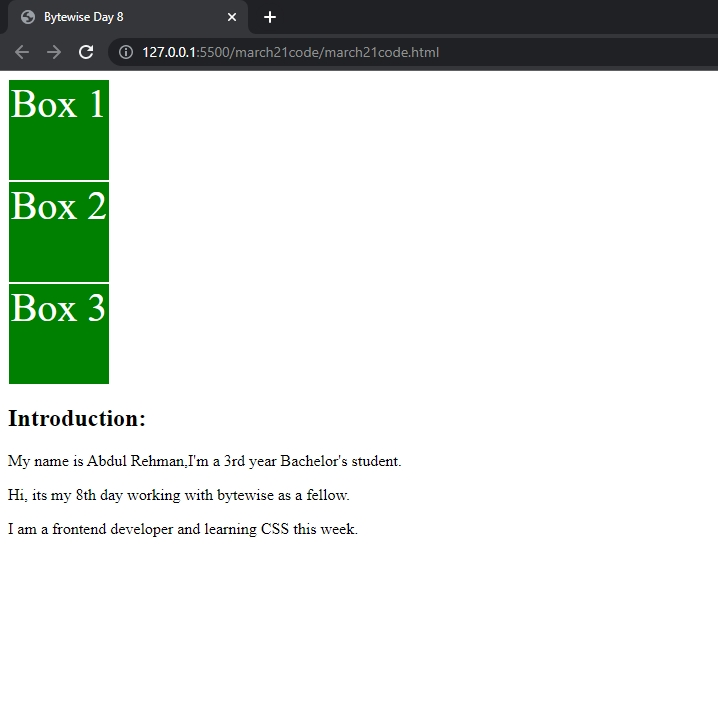 Bytewise Day 8
127.0.0.1:5500/march21code/march21code.html
Box 1
Box 2
Box 3
Introduction:
My name is Abdul Rehman,I'm a 3rd year Bachelor's student.
Hi, its my 8th day working with bytewise as a fellow.
I am a frontend developer and learning CSS this week.